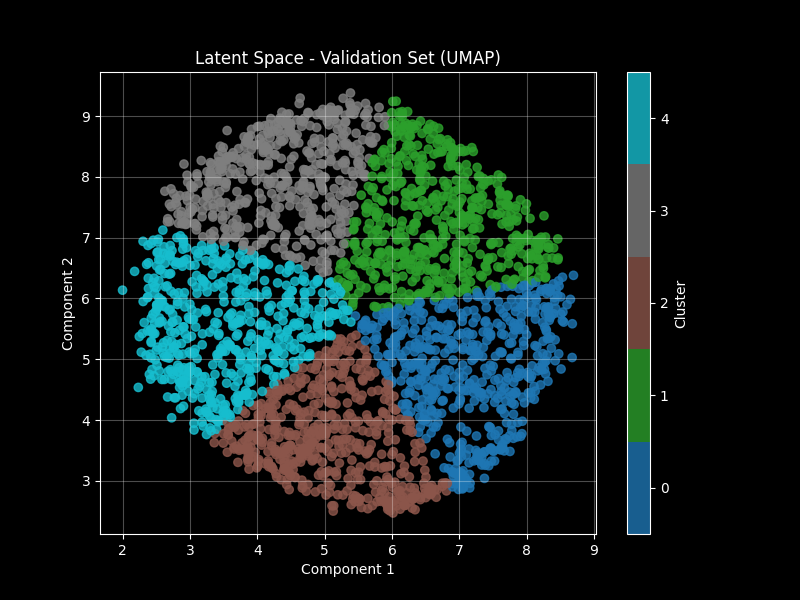 Latent Space - Validation Set (UMAP)
9
8
7
6
5
4
3
Component 2
2 3 4 5 6 7 8 9
Component 1
4
3
2
1
0
Cluster